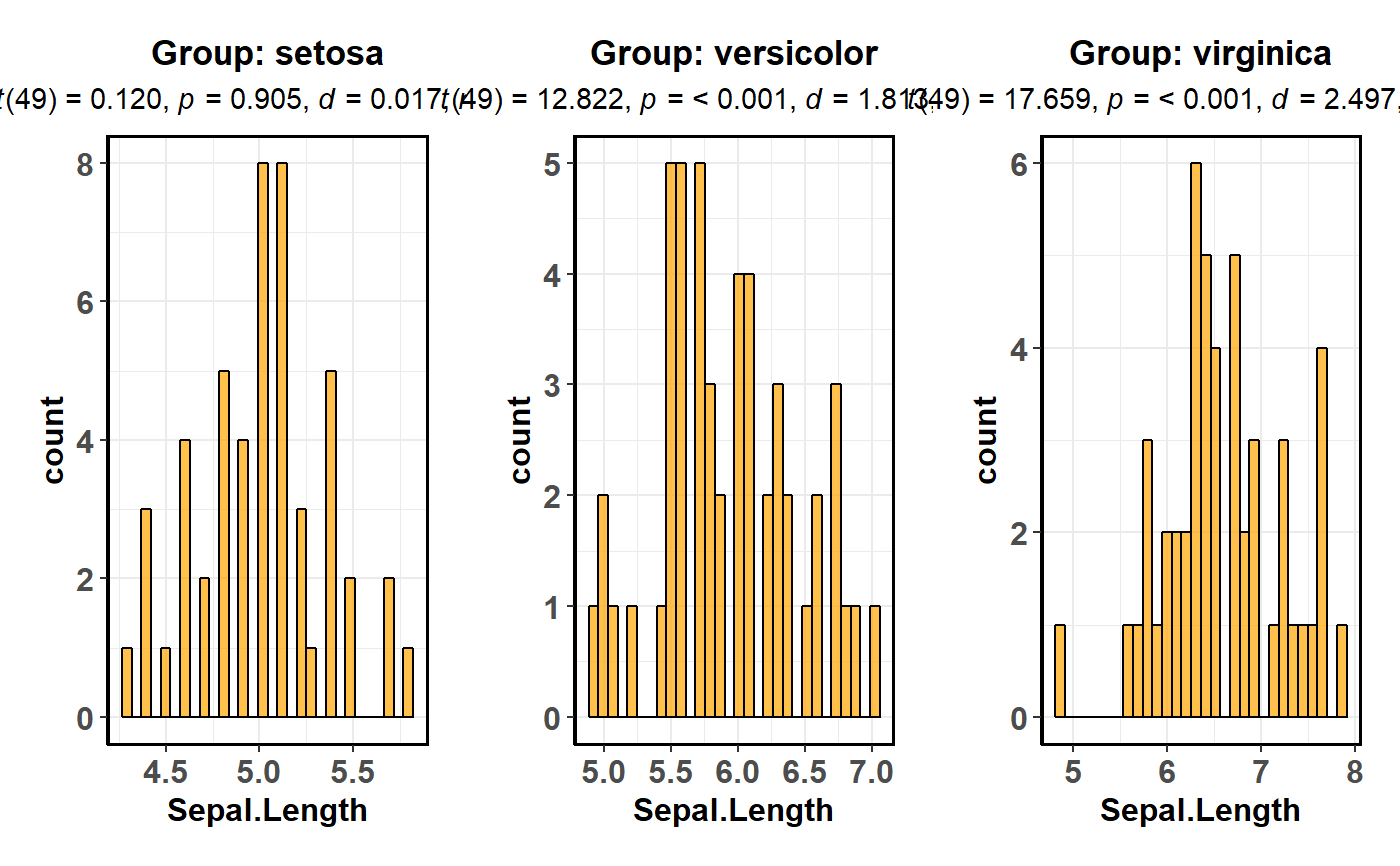 Group: setosa
Group: versicolor
Group: virginica
t(49) = 0.120, p = 0.905, d = 0.017,
t(49) = 12.822, p = < 0.001, d = 1.813,
t(49) = 17.659, p = < 0.001, d = 2.497,
8
6
4
2
0
count
4.5 5.0 5.5
Sepal.Length
5
4
3
2
1
0
count
5.0 5.5 6.0 6.5 7.0
Sepal.Length
6
4
2
0
count
5 6 7 8
Sepal.Length